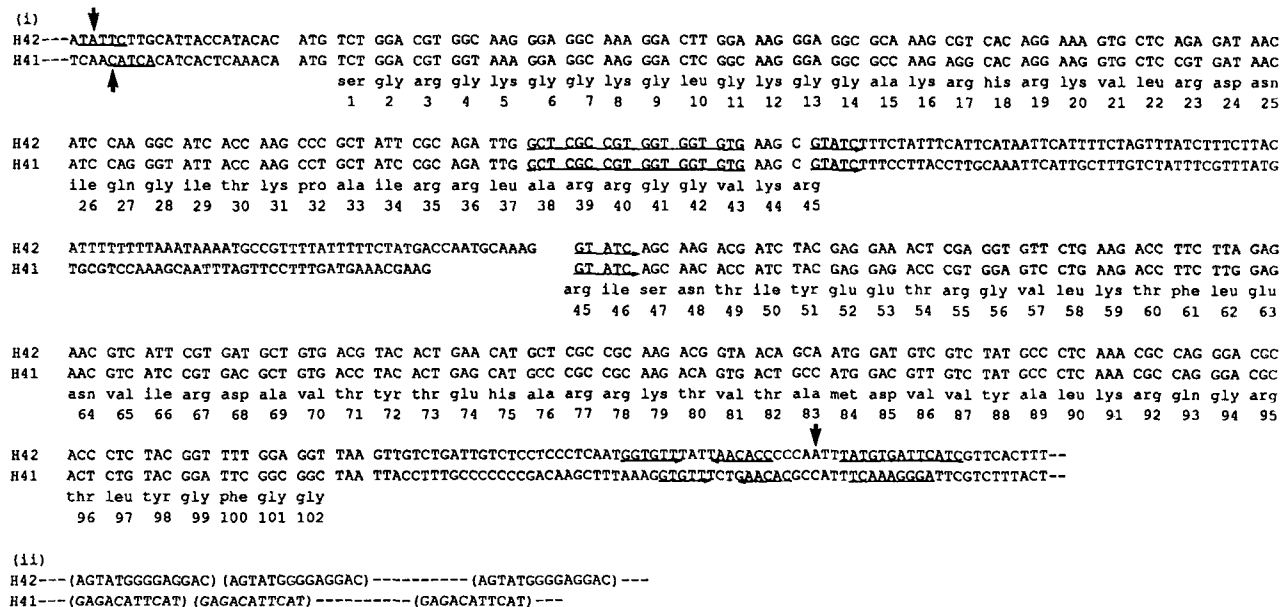 (i)
H42---ATATTCTTGCATTACCATACAC ATG TCT GGA CGT GGC AAG GGA GGC AAA GGA CTT GGA AAG GGA GGC GCA AAG CGT CAC AGG AAA GTG CTC AGA GAT AAC
H41---TCAACATCACATCACTCAAACA ATG TCT GGA CGT GGT AAA GGA GGC AAG GGA CTC GGC AAG GGA GGC GCC AAG AGG CAC AGG AAG GTG CTC CGT GAT AAC
ser gly arg gly lys gly gly lys gly leu gly lys gly gly ala lys arg his arg lys val leu arg asp asn
1 2 3 4 5 6 7 8 9 10 11 12 13 14 15 16 17 18 19 20 21 22 23 24 25
H42 ATC CAA GGC ATC ACC AAG CCC GCT ATT CGC AGA TTG GCT CGC CGT GGT GGT GTG AAG C GTATCTTTCTATTTCATTCATAATTCATTTTCTAGTTTATCTTTCTTAC
H41 ATC CAG GGT ATT ACC AAG CCT GCT ATC CGC AGA TTG GCT CGC CGT GGT GGT GTG AAG C GTATCTTTCCTTACCTTGCAAATTCATTGCTTTGTCTATTTCGTTTATG
ile gln gly ile thr lys pro ala ile arg arg leu ala arg arg gly gly val lys arg
26 27 28 29 30 31 32 33 34 35 36 37 38 39 40 41 42 43 44 45
H42 ATTTTTTTTAAATAAAATGCCGTTTTATTTTTCTATGACCAATGCAAAG GT ATC AGC AAG ACG ATC TAC GAG GAA ACT CGA GGT GTT CTG AAG ACC TTC TTA GAG
H41 TGCGTCCAAAGCAATTTAGTTCCTTTGATGAAACGAAG GT ATC AGC AAC ACC ATC TAC GAG GAG ACC CGT GGA GTC CTG AAG ACC TTC TTG GAG
arg ile ser asn thr ile tyr glu glu thr arg gly val leu lys thr phe leu glu
45 46 47 48 49 50 51 52 53 54 55 56 57 58 59 60 61 62 63
H42 AAC GTC ATT CGT GAT GCT GTG ACG TAC ACT GAA CAT GCT CGC CGC AAG ACG GTA ACA GCA ATG GAT GTC GTC TAT GCC CTC AAA CGC CAG GGA CGC
H41 AAC GTC ATC CGT GAC GCT GTG ACC TAC ACT GAG CAT GCC CGC CGC AAG ACA GTG ACT GCC ATG GAC GTT GTC TAT GCC CTC AAA CGC CAG GGA CGC
asn val ile arg asp ala val thr tyr thr glu his ala arg arg lys thr val thr ala met asp val val tyr ala leu lys arg gln gly arg
64 65 66 67 68 69 70 71 72 73 74 75 76 77 78 79 80 81 82 83 84 85 86 87 88 89 90 91 92 93 94 95
H42 ACC CTC TAC GGT TTT GGA GGT TAA GTTGTCTGATTGTCTCCTCCCTCAATGGTGTTTATTAACACCCCCAATTTATGTGATTCATCGTTCACTTT--
H41 ACT CTG TAC GGA TTC GGC GGC TAA TTACCTTTGCCCCCCCGACAAGCTTTAAAGGTGTTTCTGAACACGCCATTTTCAAAGGGATTCGTCTTTACT--
thr leu tyr gly phe gly gly
96 97 98 99 100 101 102
(ii)
H42---(AGTATGGGGAGGAC)(AGTATGGGGAGGAC)----------(AGTATGGGGAGGAC)---
H41---(GAGACATTCAT)(GAGACATTCAT)----------(GAGACATTCAT)---